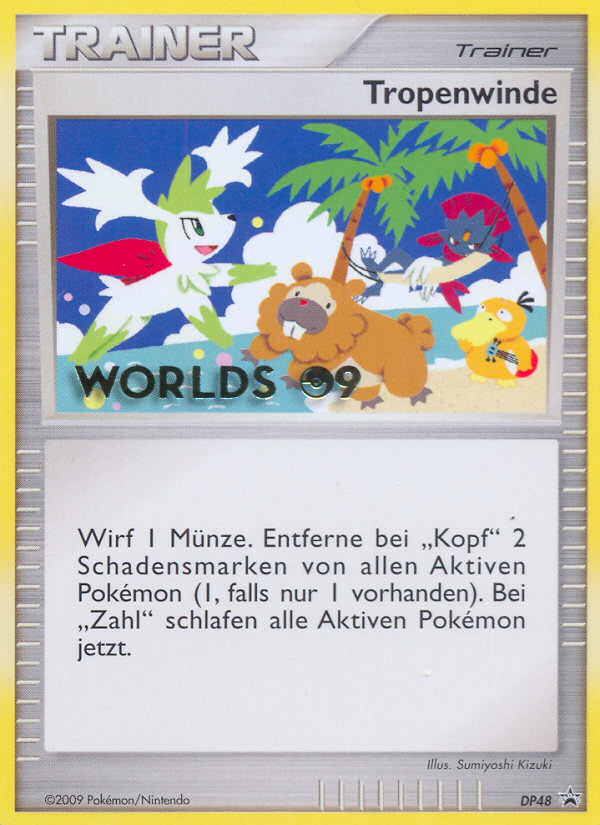 TRAINER
Trainer
Tropenwinde
WORLDS 09
Wirf 1 Münze. Entferne bei „Kopf“ 2
Schadensmarken von allen Aktiven
Pokémon (1, falls nur 1 vorhanden). Bei
„Zahl“ schlafen alle Aktiven Pokémon
jetzt.
Illus. Sumiyoshi Kizuki
©2009 Pokémon/Nintendo
DP48